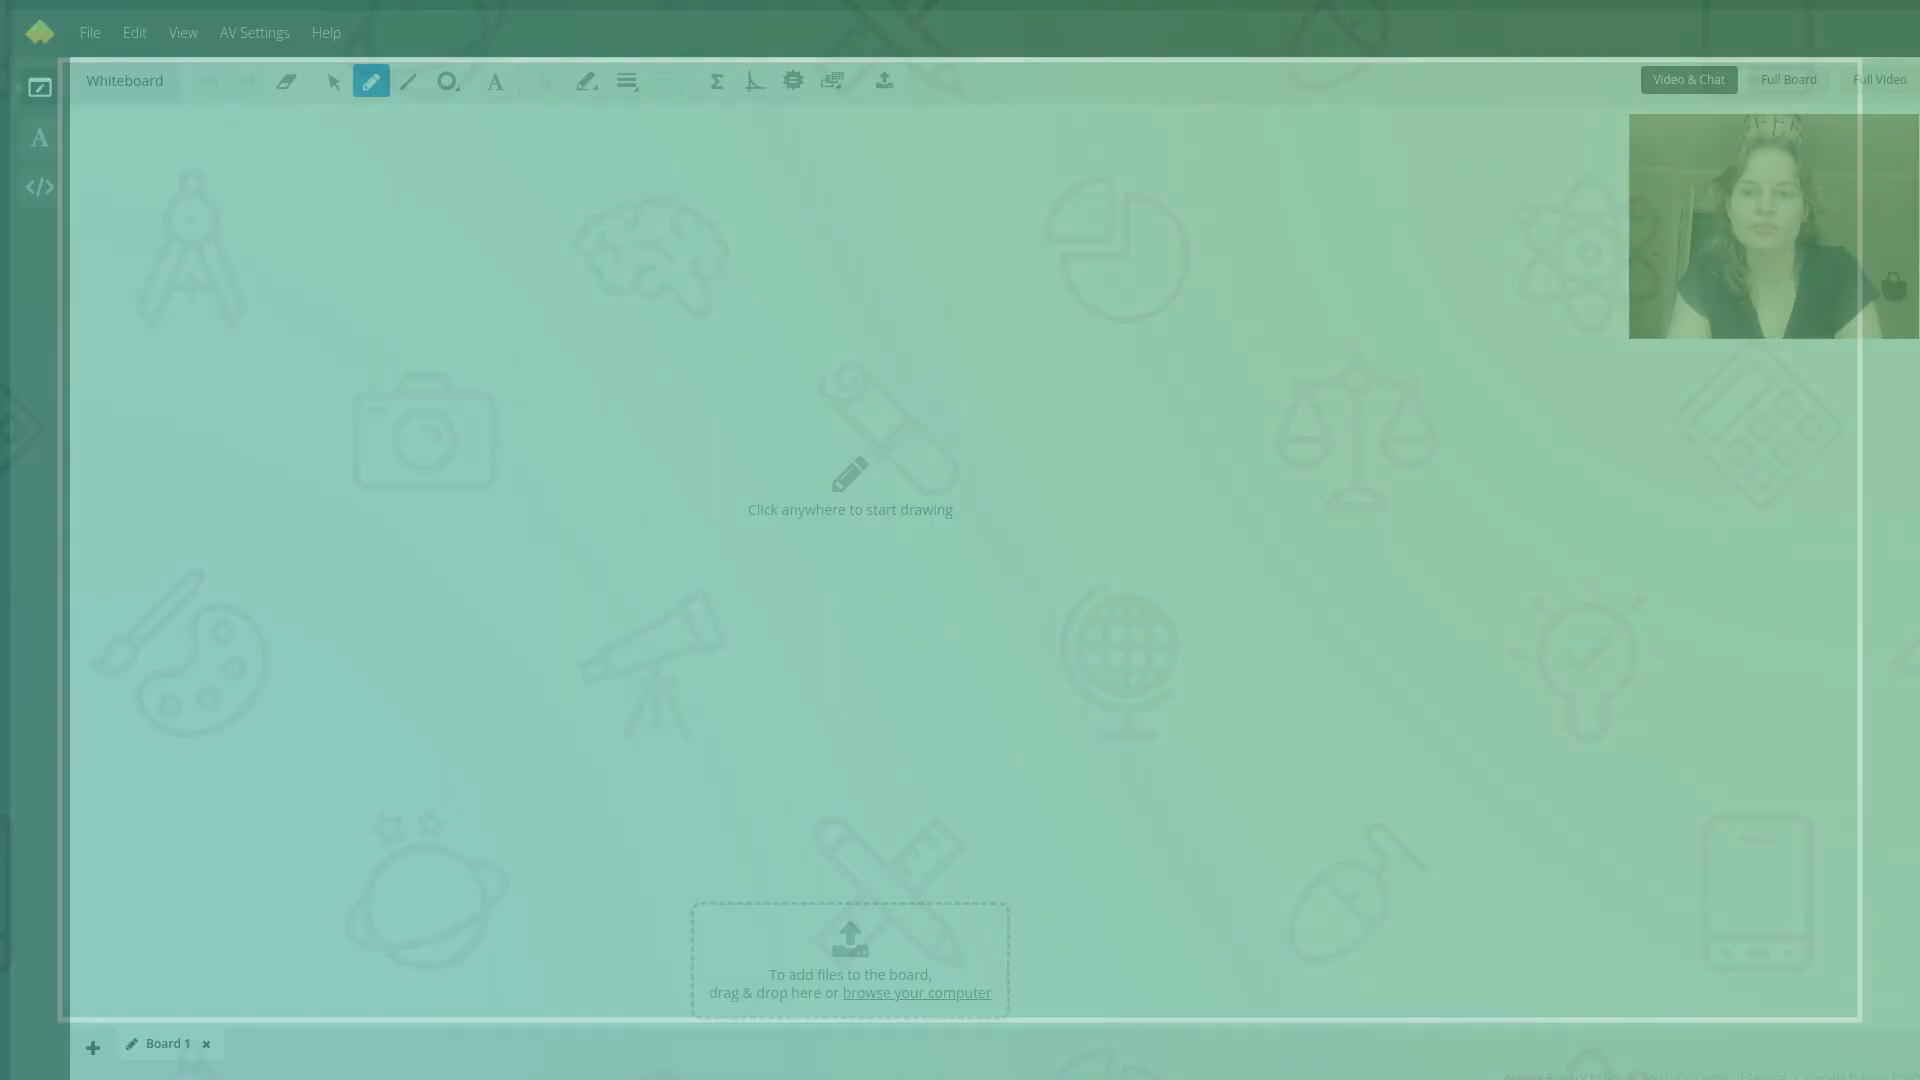 File Edit View AV Settings Help
Whiteboard
Video & Chat Full Board Full Video
Click anywhere to start drawing
To add files to the board,
drag & drop here or browse your computer
Board 1